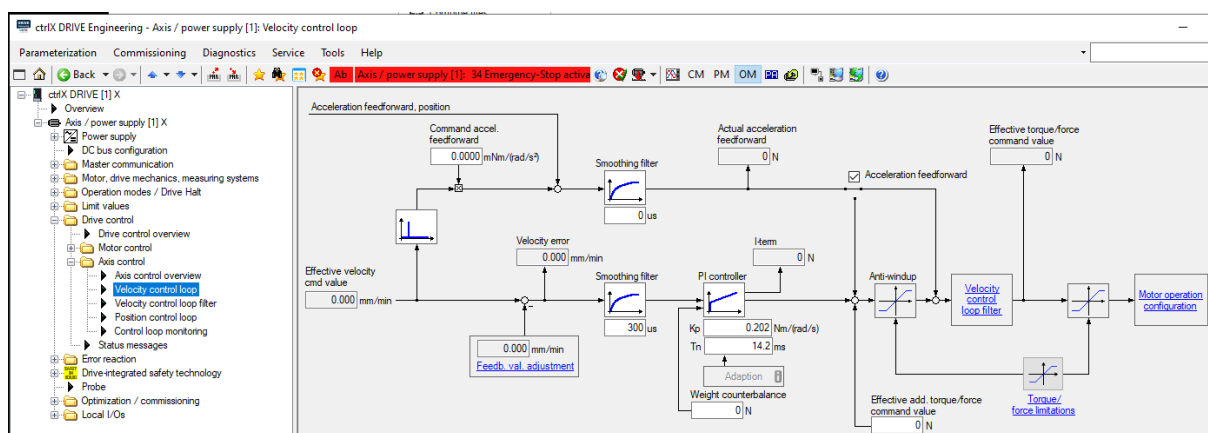 ctrlX DRIVE Engineering - Axis / power supply [1]: Velocity control loop
Parameterization Commissioning Diagnostics Service Tools Help
Back Ab Axis / power supply [1]: 34 Emergency-Stop activa CM PM OM
ctrlX DRIVE [1] X
Overview
Axis / power supply [1] X
Power supply
DC bus configuration
Master communication
Motor, drive mechanics, measuring systems
Operation modes / Drive Halt
Limit values
Drive control
Drive control overview
Motor control
Axis control
Axis control overview
Velocity control loop
Velocity control loop filter
Position control loop
Control loop monitoring
Status messages
Error reaction
Drive-integrated safety technology
Probe
Optimization / commissioning
Local I/Os
Acceleration feedforward, position
Command accel.
feedforward
0.0000 mNm/(rad/s²)
Smoothing filter
0 us
Actual acceleration
feedforward
0 N
Acceleration feedforward
Effective torque/force
command value
0 N
Effective velocity
cmd value
0.000 mm/min
Velocity error
0.000 mm/min
0.000 mm/min
Feedb. val. adjustment
Smoothing filter
300 us
I-term
0 N
PI controller
Kp 0.202 Nm/(rad/s)
Tn 14.2 ms
Adaption
Weight counterbalance
0 N
Anti-windup
Velocity
control
loop filter
Motor operation
configuration
Torque/
force limitations
Effective add. torque/force
command value
0 N